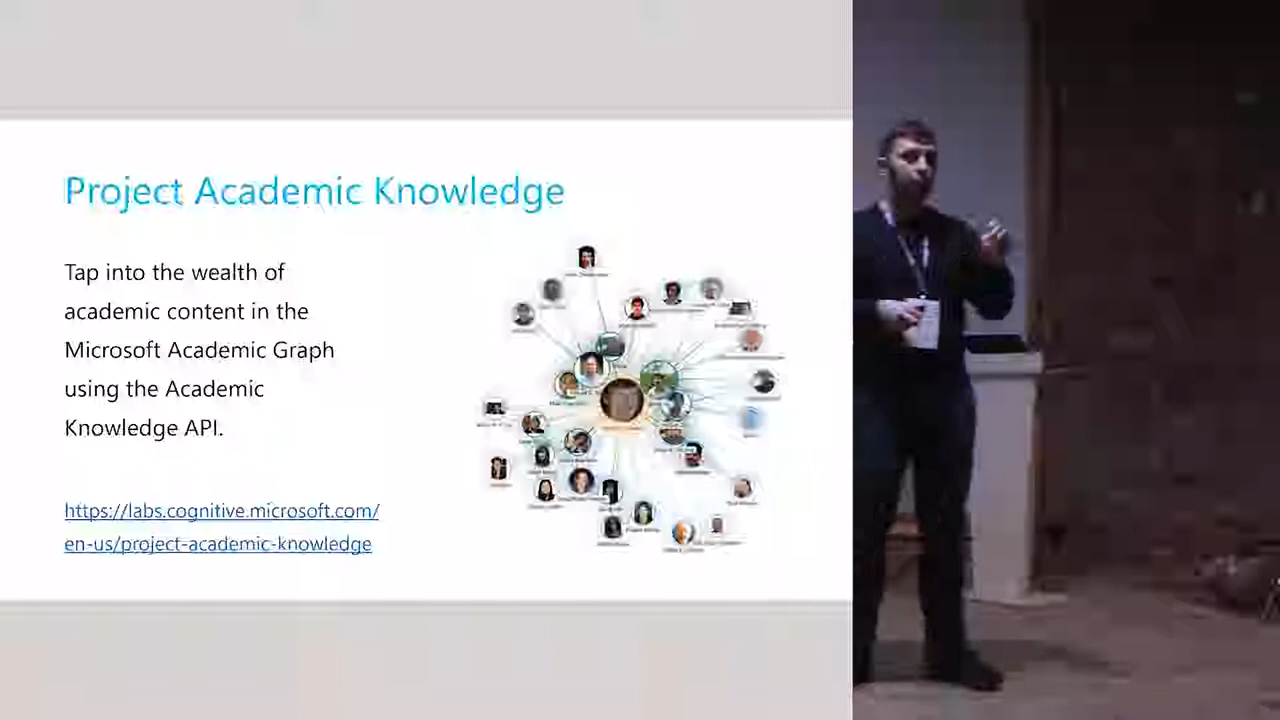 Project Academic Knowledge
Tap into the wealth of
academic content in the
Microsoft Academic Graph
using the Academic
Knowledge API.
https://labs.cognitive.microsoft.com/
en-us/project-academic-knowledge